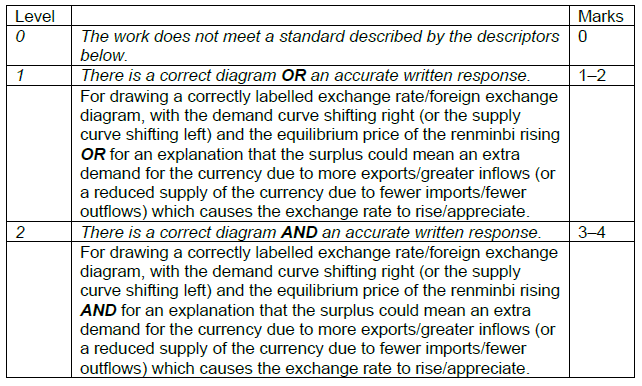 Level Marks
0 The work does not meet a standard described by the descriptors 0
below.
1 There is a correct diagram OR an accurate written response. 1–2
For drawing a correctly labelled exchange rate/foreign exchange
diagram, with the demand curve shifting right (or the supply
curve shifting left) and the equilibrium price of the renminbi rising
OR for an explanation that the surplus could mean an extra
demand for the currency due to more exports/greater inflows (or
a reduced supply of the currency due to fewer imports/fewer
outflows) which causes the exchange rate to rise/appreciate.
2 There is a correct diagram AND an accurate written response. 3–4
For drawing a correctly labelled exchange rate/foreign exchange
diagram, with the demand curve shifting right (or the supply
curve shifting left) and the equilibrium price of the renminbi rising
AND for an explanation that the surplus could mean an extra
demand for the currency due to more exports/greater inflows (or
a reduced supply of the currency due to fewer imports/fewer
outflows) which causes the exchange rate to rise/appreciate.